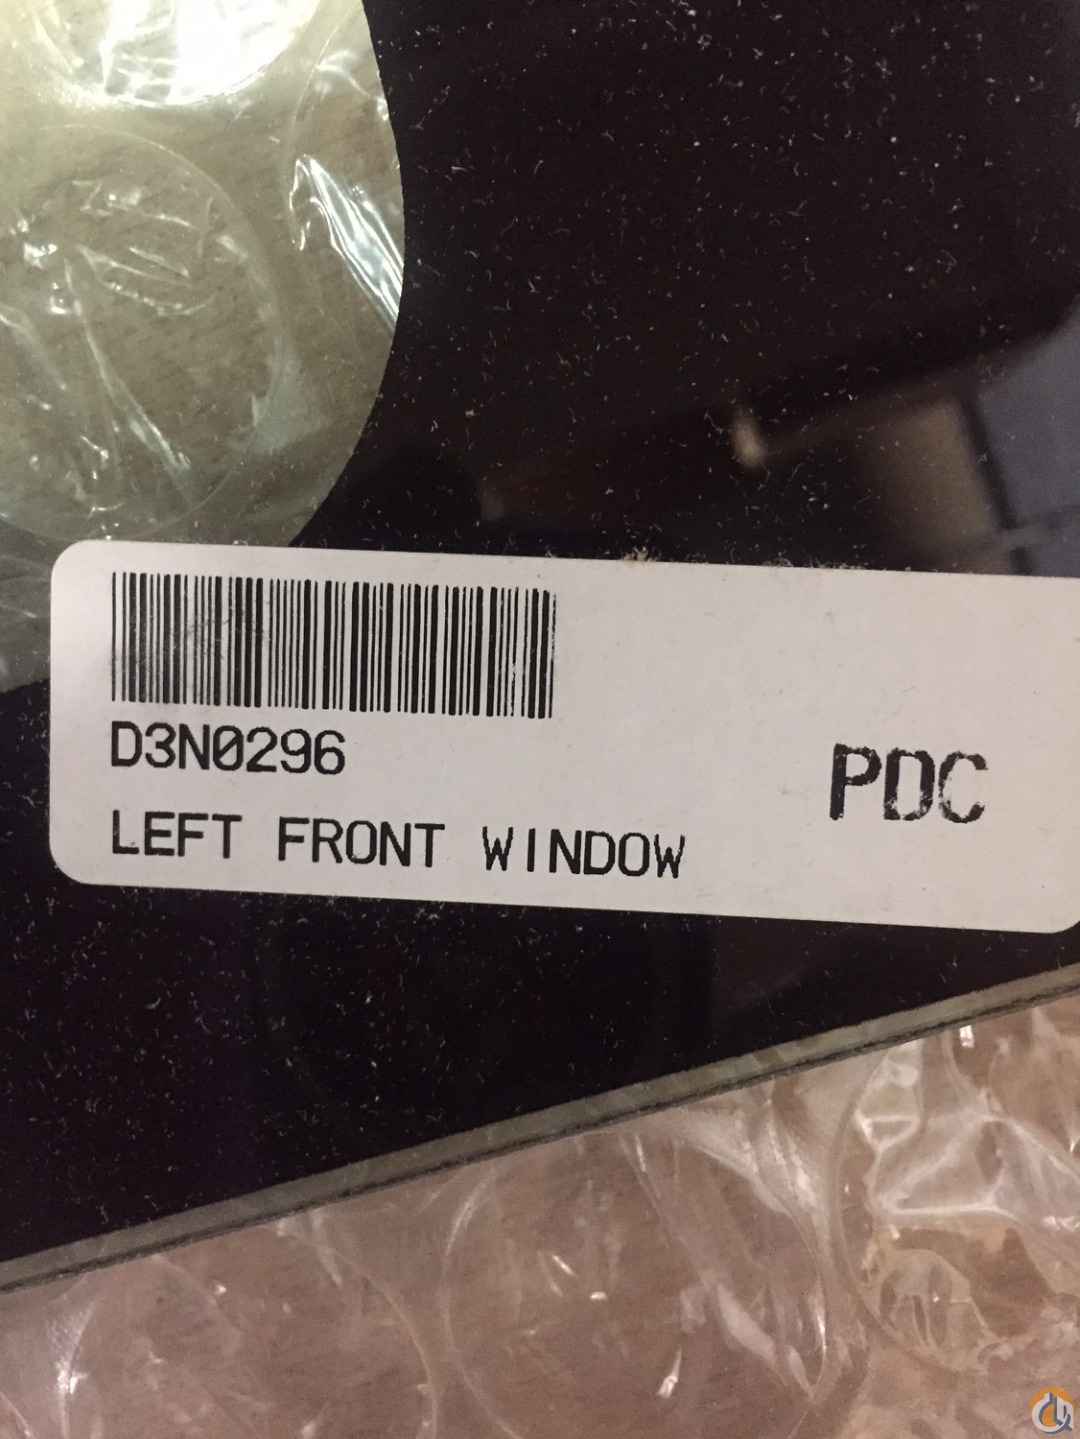 D3N0296
PDC
LEFT FRONT WINDOW